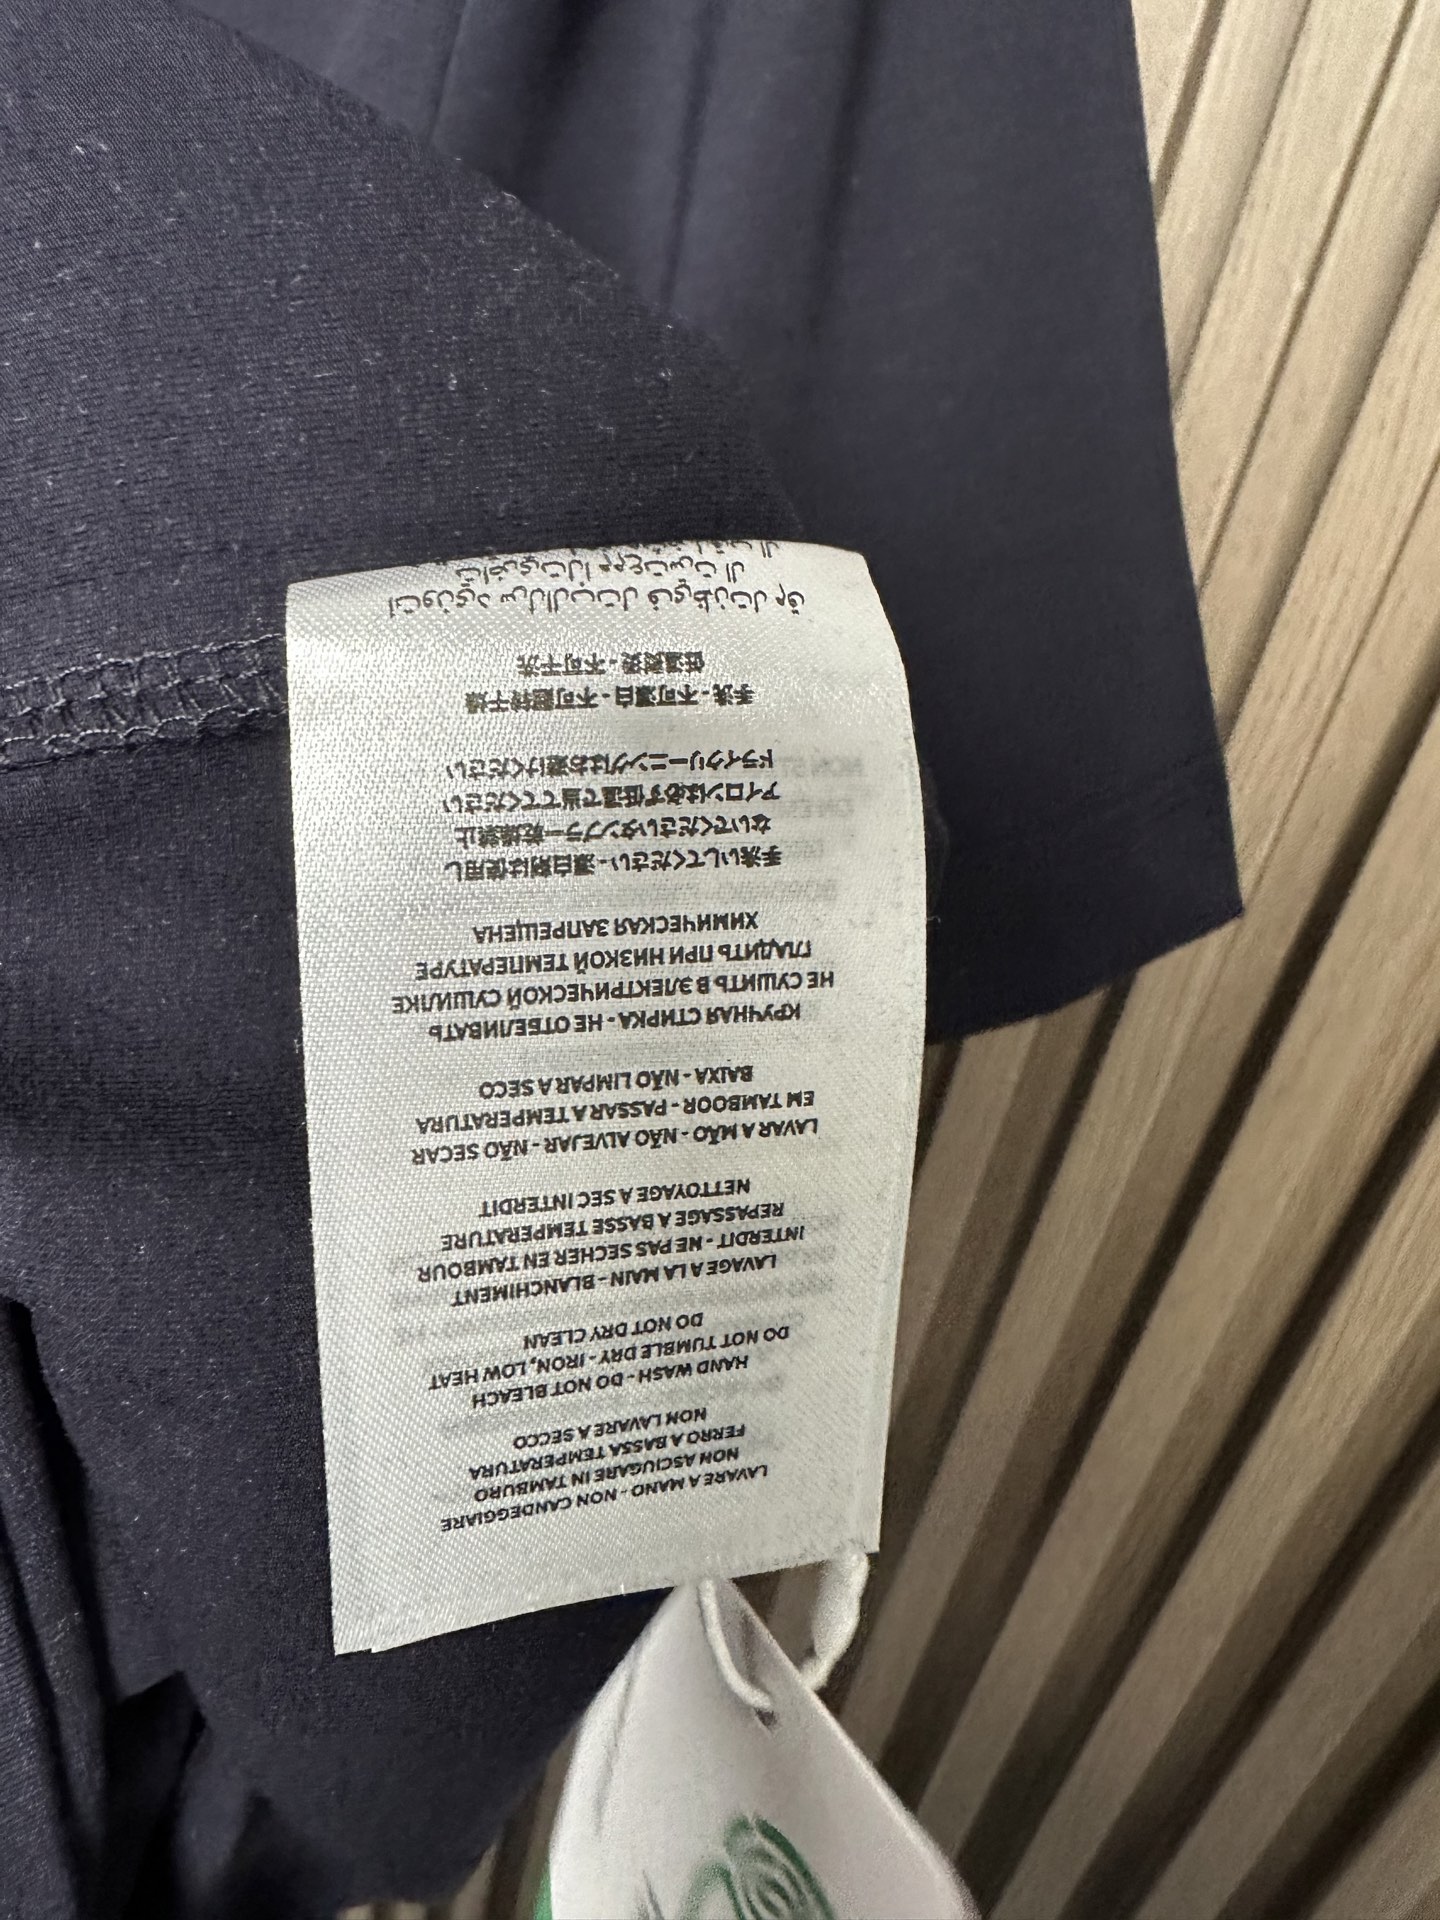 LAVARE A MANO - NON CANDEGGIARE
NON ASCIUGARE IN TAMBURO
FERRO A BASSA TEMPERATURA
NON LAVARE A SECCO
HAND WASH - DO NOT BLEACH
DO NOT TUMBLE DRY - IRON, LOW HEAT
DO NOT DRY CLEAN
LAVAGE A LA MAIN - BLANCHIMENT
INTERDIT - NE PAS SECHER EN TAMBOUR
REPASSAGE A BASSE TEMPERATURE
NETTOYAGE A SEC INTERDIT
LAVAR A MÃO - NÃO ALVEJAR - NÃO SECAR
EM TAMBOOR - PASSAR A TEMPERATURA
BAIXA - NÃO LIMPAR A SECO
КРУЧНАЯ СТИРКА - НЕ ОТБЕЛИВАТЬ
НЕ СУШИТЬ В ЭЛЕКТРИЧЕСКОЙ СУШИЛКЕ
ГЛАДИТЬ ПРИ НИЗКОЙ ТЕМПЕРАТУРЕ
ХИМИЧЕСКАЯ ЗАПРЕЩЕНА
手洗いしてください - 漂白剤は使用し
ないでくださいタンブラー乾燥禁止
アイロンは必ず低温で当ててください
ドライクリーニングはお避けください
手洗 - 不可漂白 - 不可翻转干燥
低温熨烫 - 不可干洗